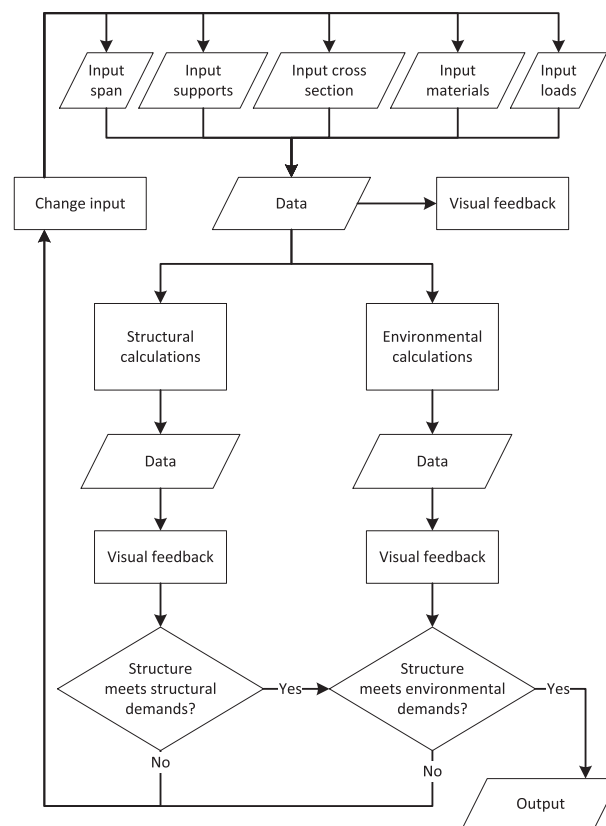 Input
span
Input
supports
Input cross
section
Input
materials
Input
loads
Change input
Data
Visual feedback
Structural
calculations
Environmental
calculations
Data
Data
Visual feedback
Visual feedback
Structure
meets structural
demands?
Yes
Structure
meets environmental
demands?
Yes
No
No
Output